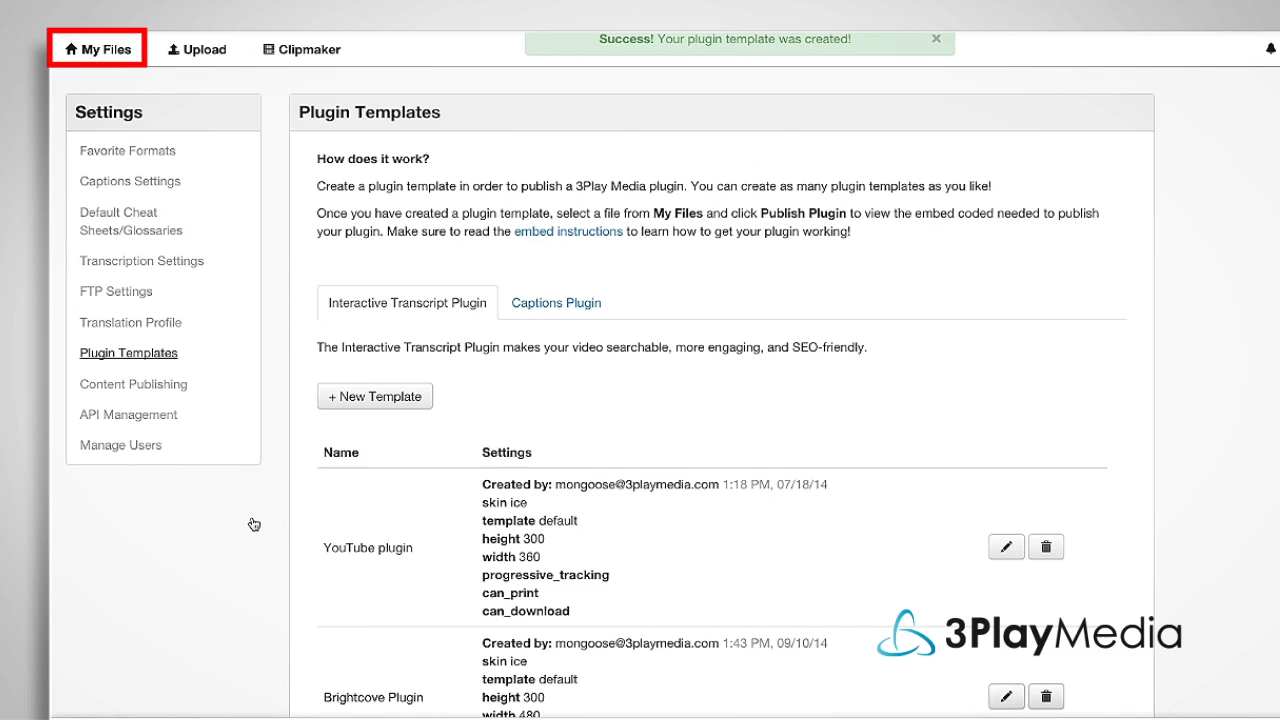 My Files
Upload
Clipmaker
Success! Your plugin template was created!
Settings
Favorite Formats
Captions Settings
Default Cheat
Sheets/Glossaries
Transcription Settings
FTP Settings
Translation Profile
Plugin Templates
Content Publishing
API Management
Manage Users
Plugin Templates
How does it work?
Create a plugin template in order to publish a 3Play Media plugin. You can create as many plugin templates as you like!
Once you have created a plugin template, select a file from My Files and click Publish Plugin to view the embed coded needed to publish
your plugin. Make sure to read the embed instructions to learn how to get your plugin working!
Interactive Transcript Plugin
Captions Plugin
The Interactive Transcript Plugin makes your video searchable, more engaging, and SEO-friendly.
+ New Template
Name
Settings
YouTube plugin
Created by: mongoose@3playmedia.com 1:18 PM, 07/18/14
skin ice
template default
height 300
width 360
progressive_tracking
can_print
can_download
Brightcove Plugin
Created by: mongoose@3playmedia.com 1:43 PM, 09/10/14
skin ice
template default
height 300
width 480
3PlayMedia